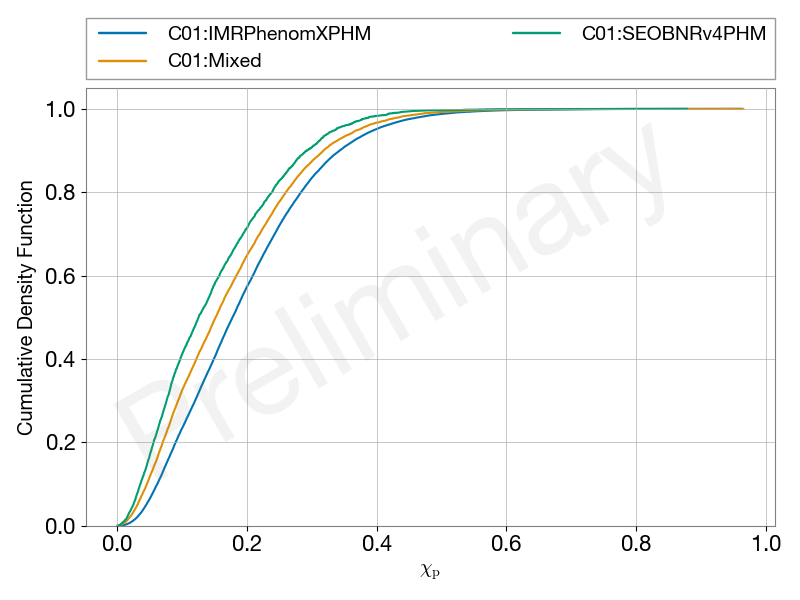 C01:IMRPhenomXPHM
C01:SEOBNRv4PHM
C01:Mixed
1.0
0.8
0.6
0.4
0.2
0.0
Cumulative Density Function
Preliminary
0.0 0.2 0.4 0.6 0.8 1.0
χp